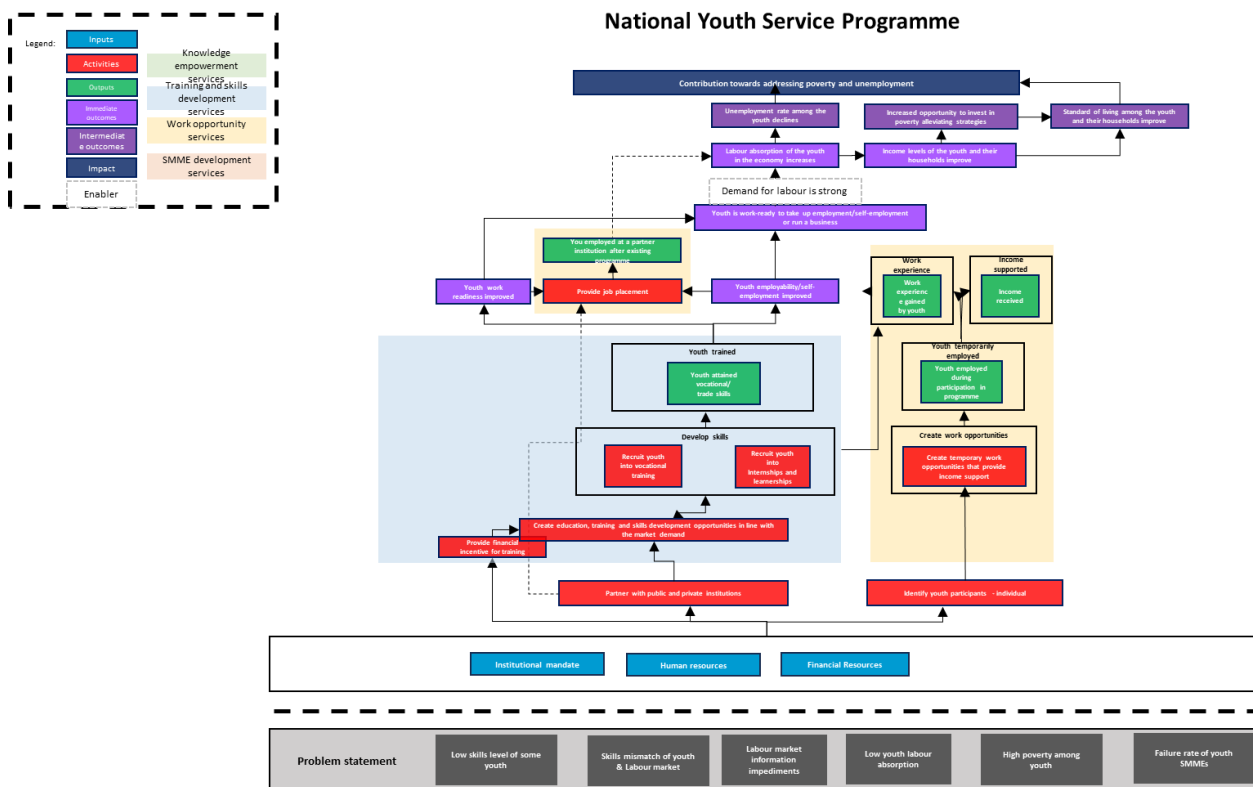 National Youth Service Programme
Legend:
Inputs
Activities
Outputs
Immediate
outcomes
Intermediat
e outcomes
Impact
Enabler
Knowledge
empowerment
services
Training and skills
development
services
Work opportunity
services
SMME development
services
Contribution towards addressing poverty and unemployment
Unemployment rate among the
youth declines
Increased opportunity to invest in
poverty alleviating strategies
Standard of living among the youth
and their households improve
Labour absorption of the youth
in the economy increases
Income levels of the youth and their
households improve
Demand for labour is strong
Youth is work-ready to take up employment/self-employment
or run a business
You employed at a partner
institution after existing
programme
Youth work
readiness improved
Provide job placement
Youth employability/self-
employment improved
Work
experience
Work
experienc
e gained
by youth
Income
supported
Income
received
Youth trained
Youth attained
vocational/
trade skills
Youth temporarily
employed
Youth employed
during
participation in
programme
Develop skills
Recruit youth
into vocational
training
Recruit youth
into
Internships and
learnerships
Create work opportunities
Create temporary work
opportunities that provide
income support
Create education, training and skills development opportunities in line with
the market demand
Provide financial
incentive for training
Partner with public and private institutions
Identify youth participants - individual
Institutional mandate
Human resources
Financial Resources
Problem statement
Low skills level of some
youth
Skills mismatch of youth
& Labour market
Labour market
information
impediments
Low youth labour
absorption
High poverty among
youth
Failure rate of youth
SMMEs